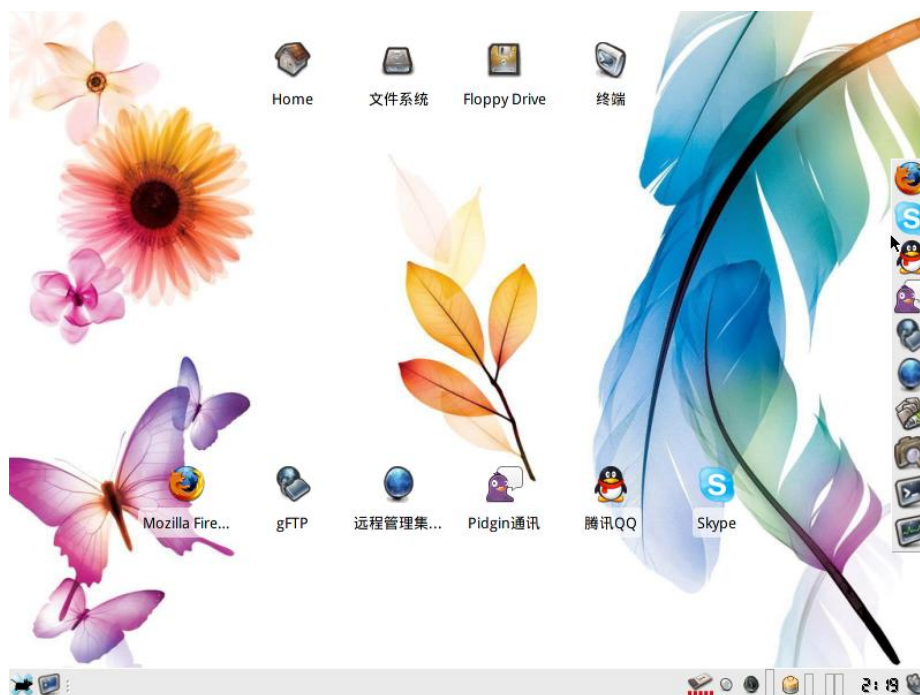 Home
文件系统
Floppy Drive
终端
Mozilla Fire...
gFTP
远程管理集...
Pidgin通讯
腾讯QQ
Skype
2:19